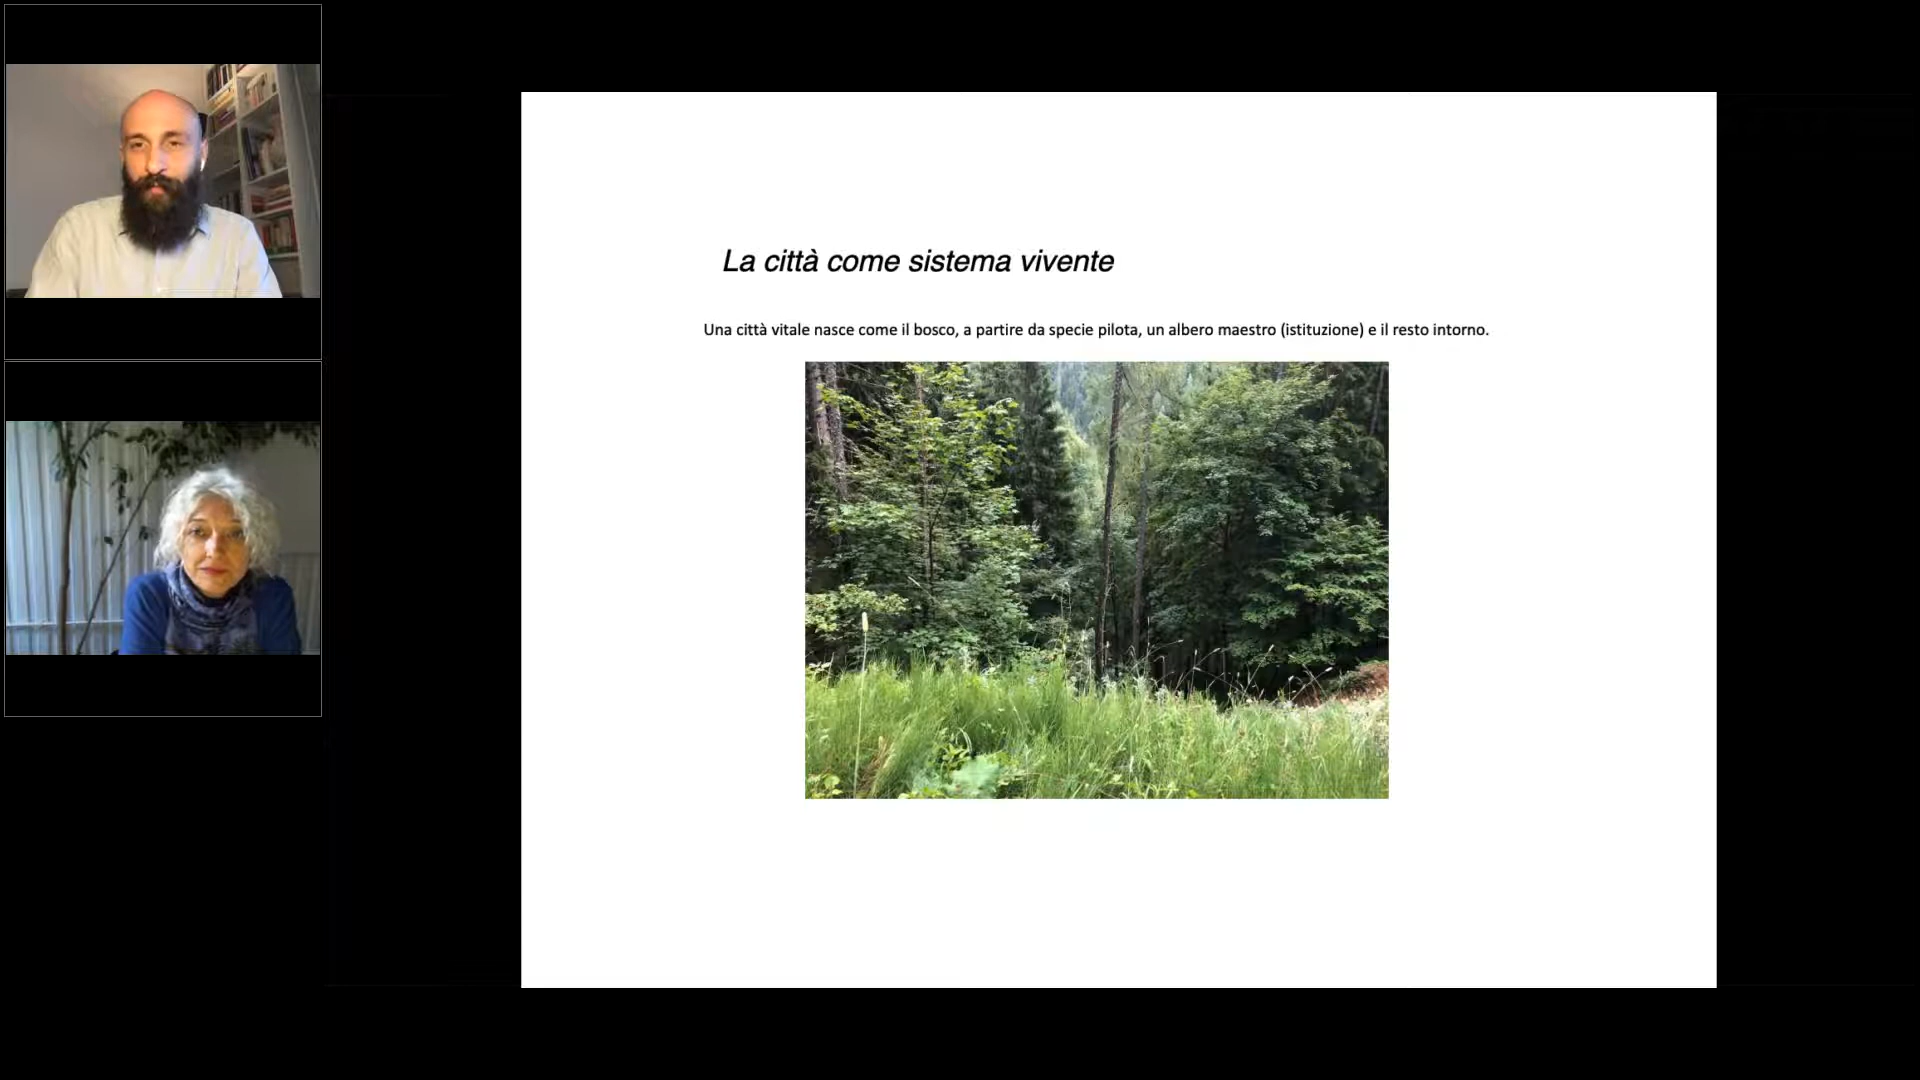 La città come sistema vivente
Una città vitale nasce come il bosco, a partire da specie pilota, un albero maestro (istituzione) e il resto intorno.